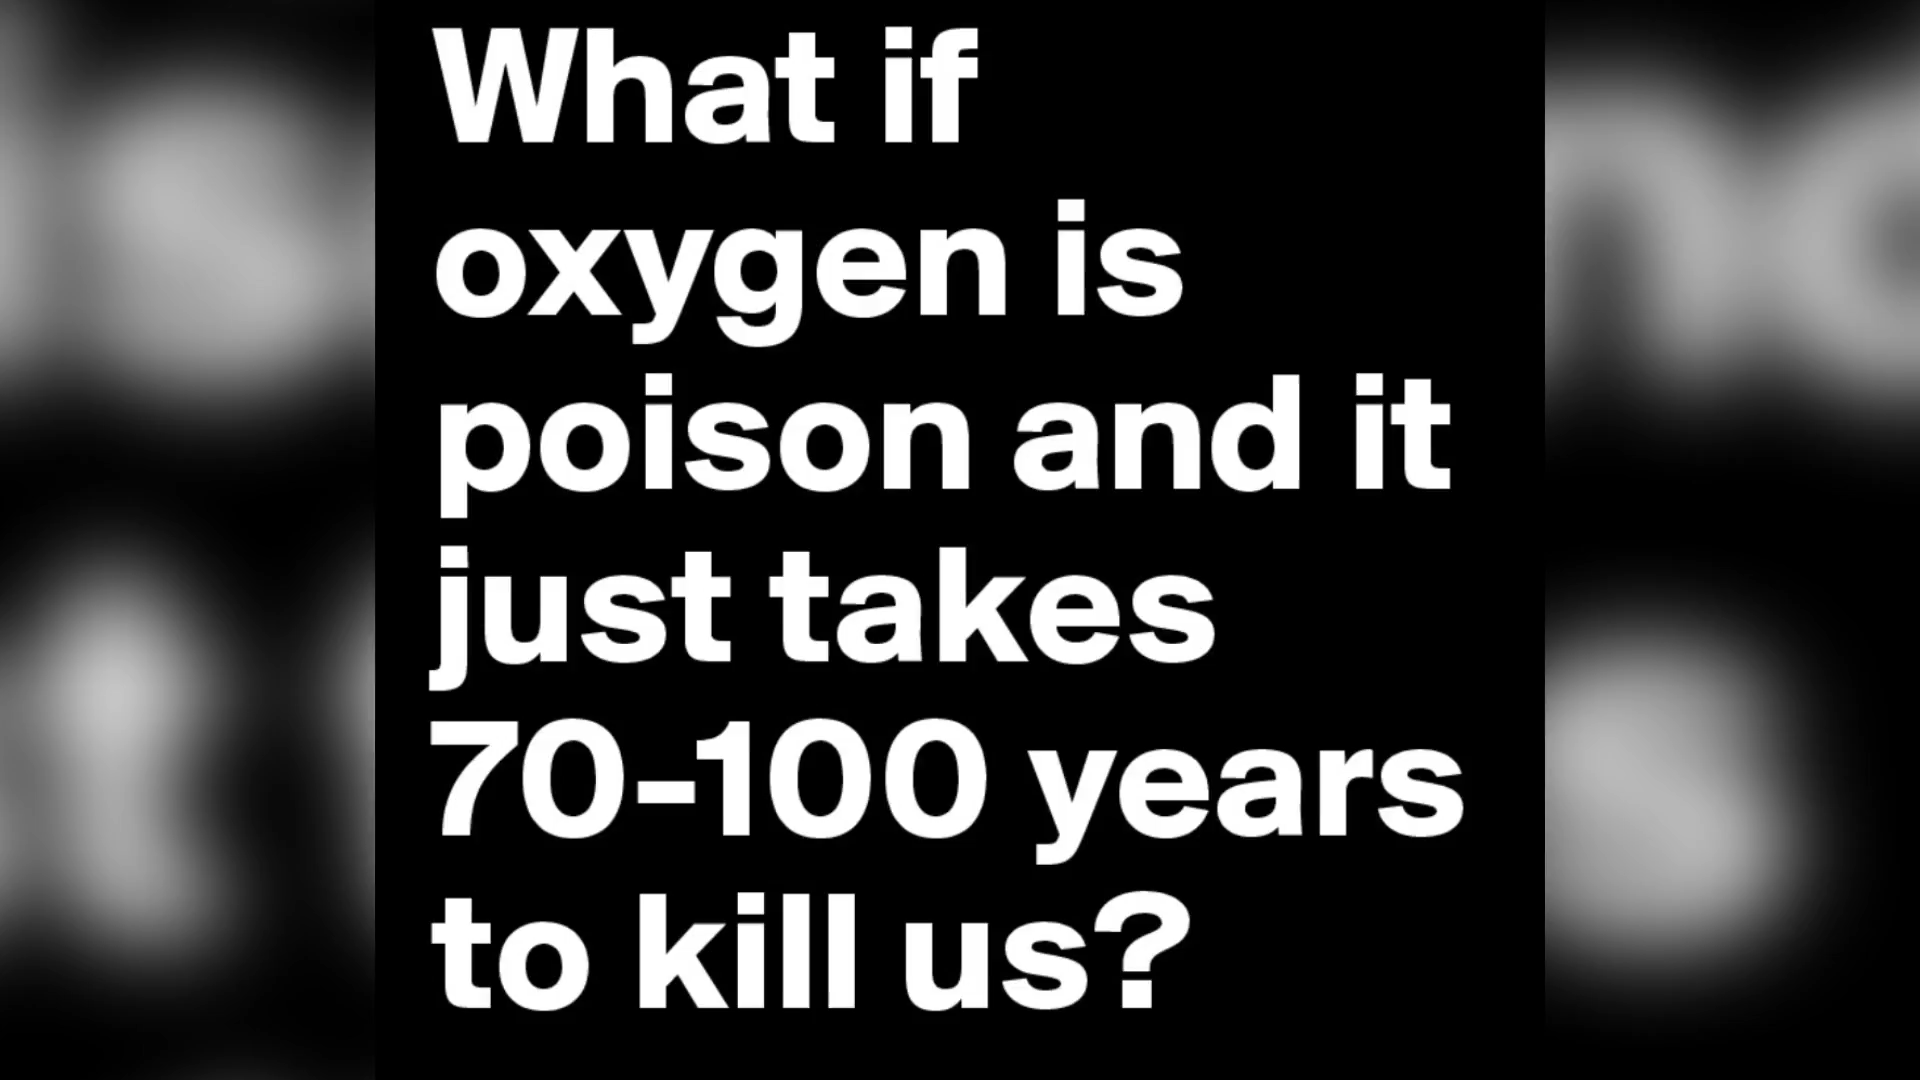 What if
oxygen is
poison and it
just takes
70-100 years
to kill us?